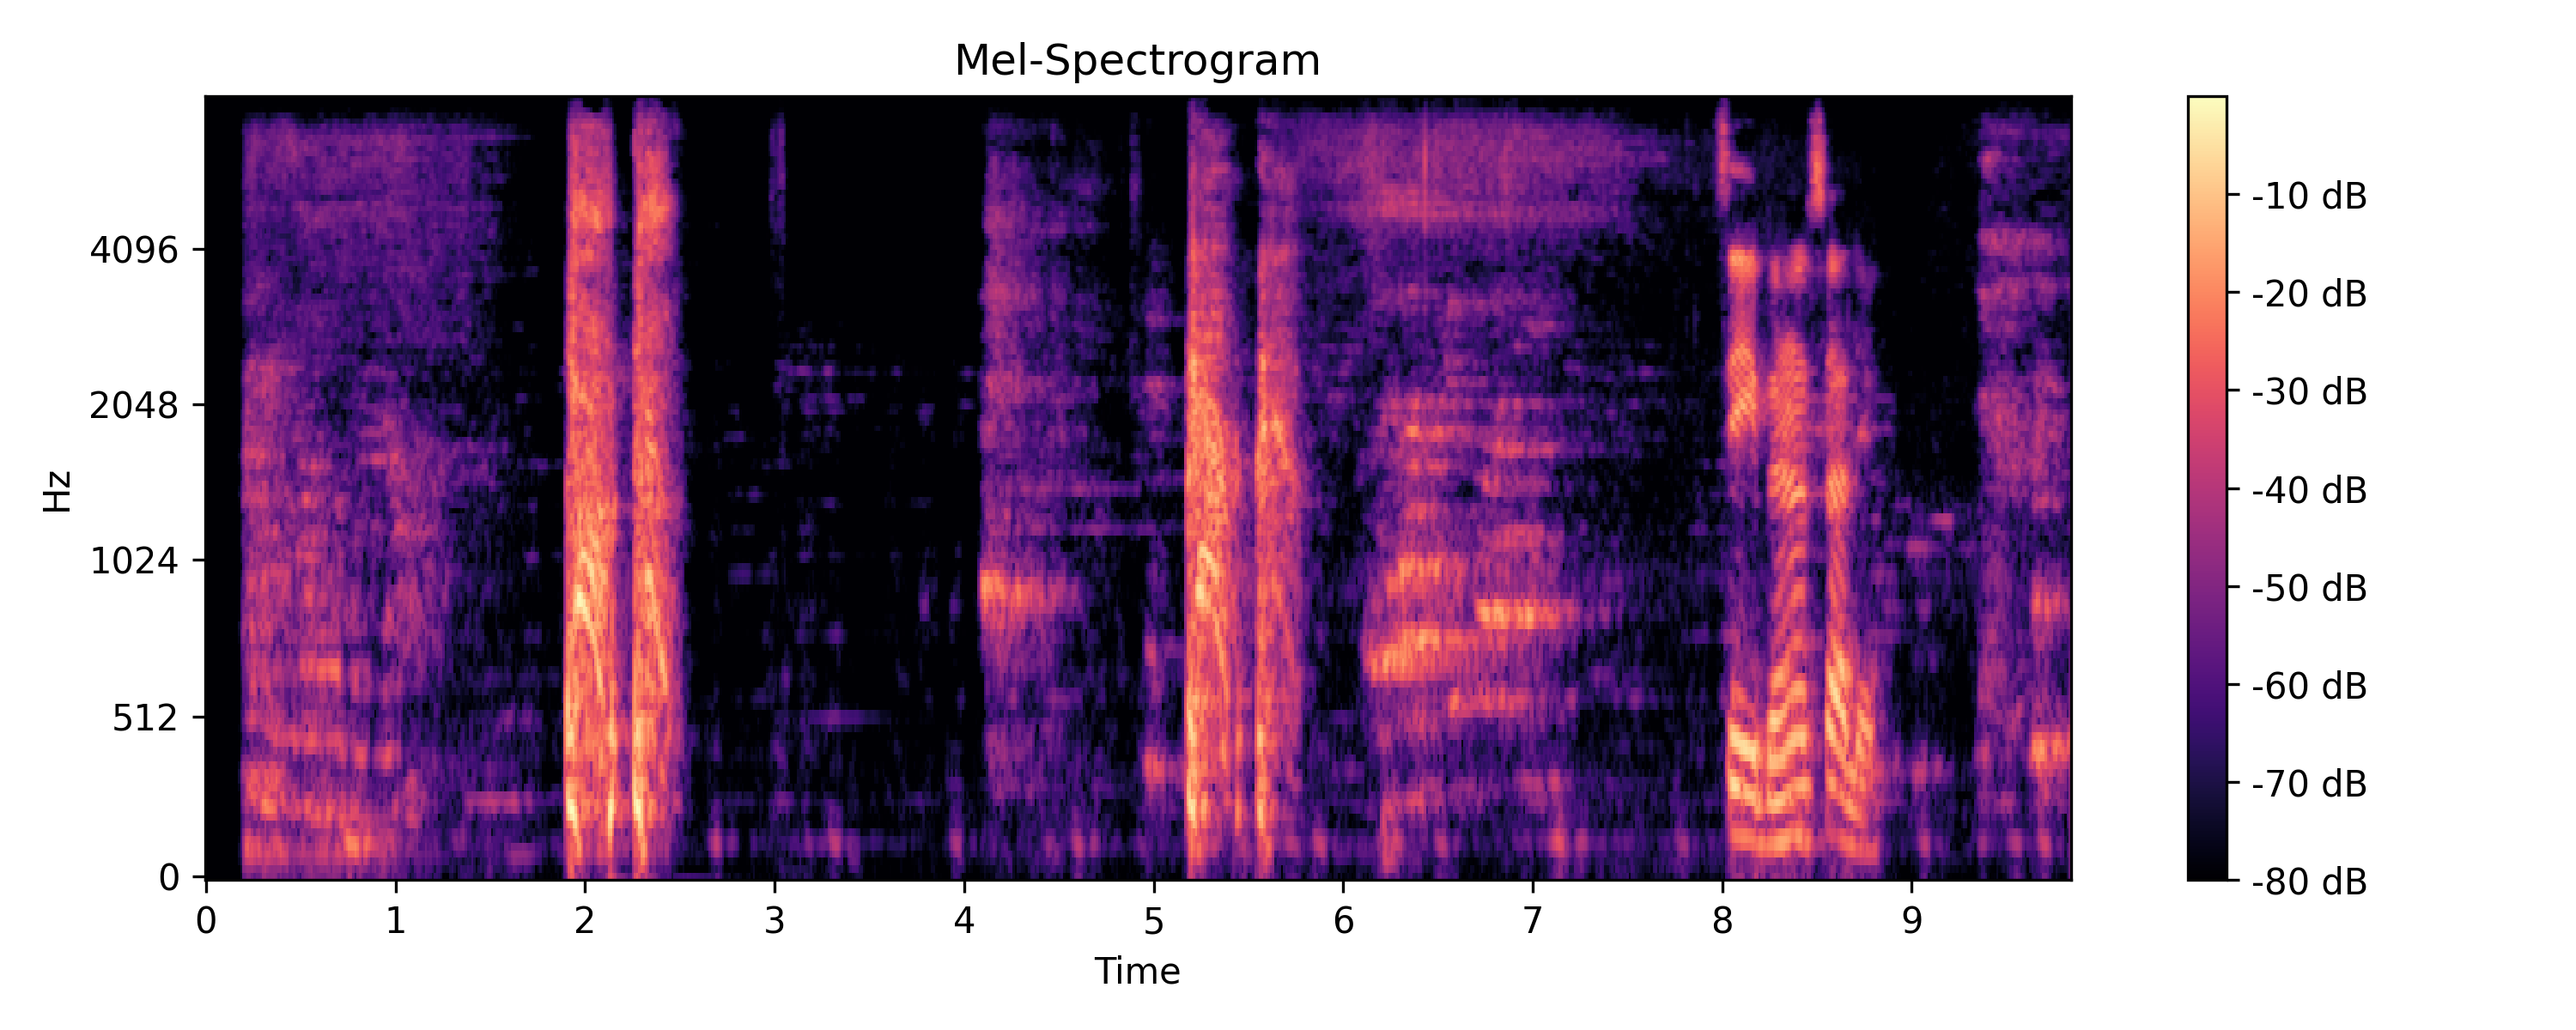 Mel-Spectrogram
Hz
4096
2048
1024
512
0
0 1 2 3 4 5 6 7 8 9
Time
-10 dB
-20 dB
-30 dB
-40 dB
-50 dB
-60 dB
-70 dB
-80 dB